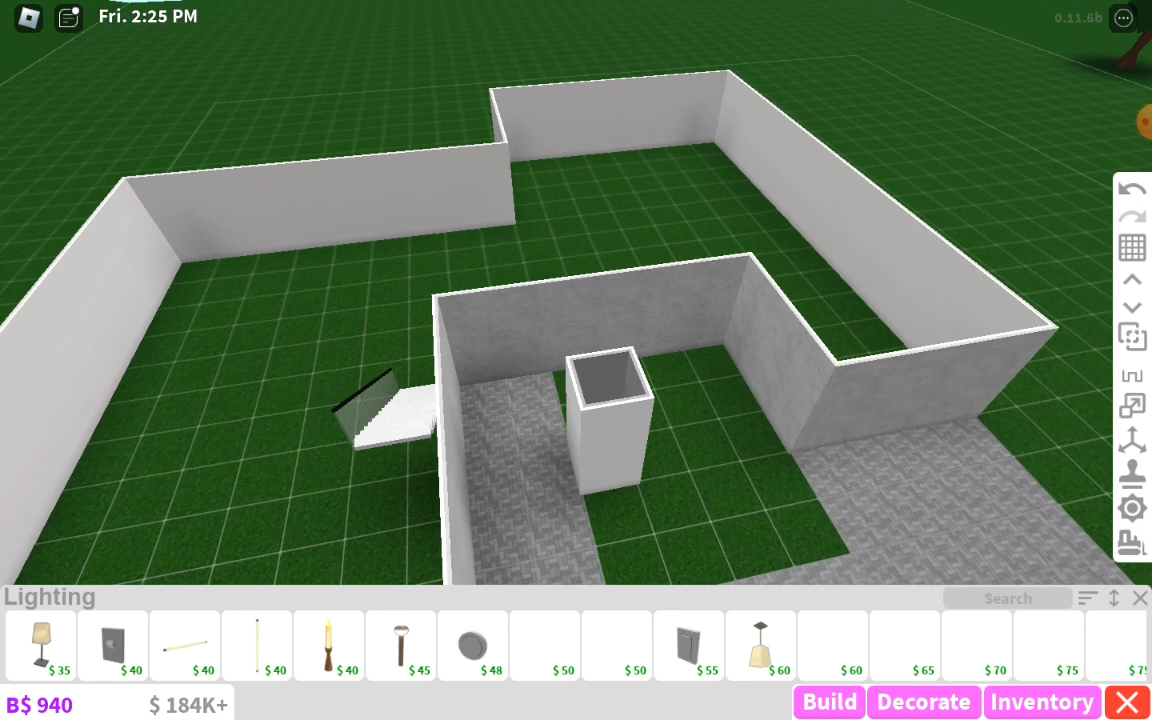 Fri. 2:25 PM
0.11.6b
Lighting
Search
$ 35
$ 40
$ 40
$ 40
$ 40
$ 45
$ 48
$ 50
$ 50
$ 55
$ 60
$ 60
$ 65
$ 70
$ 75
B$ 940
$ 184K+
Build
Decorate
Inventory